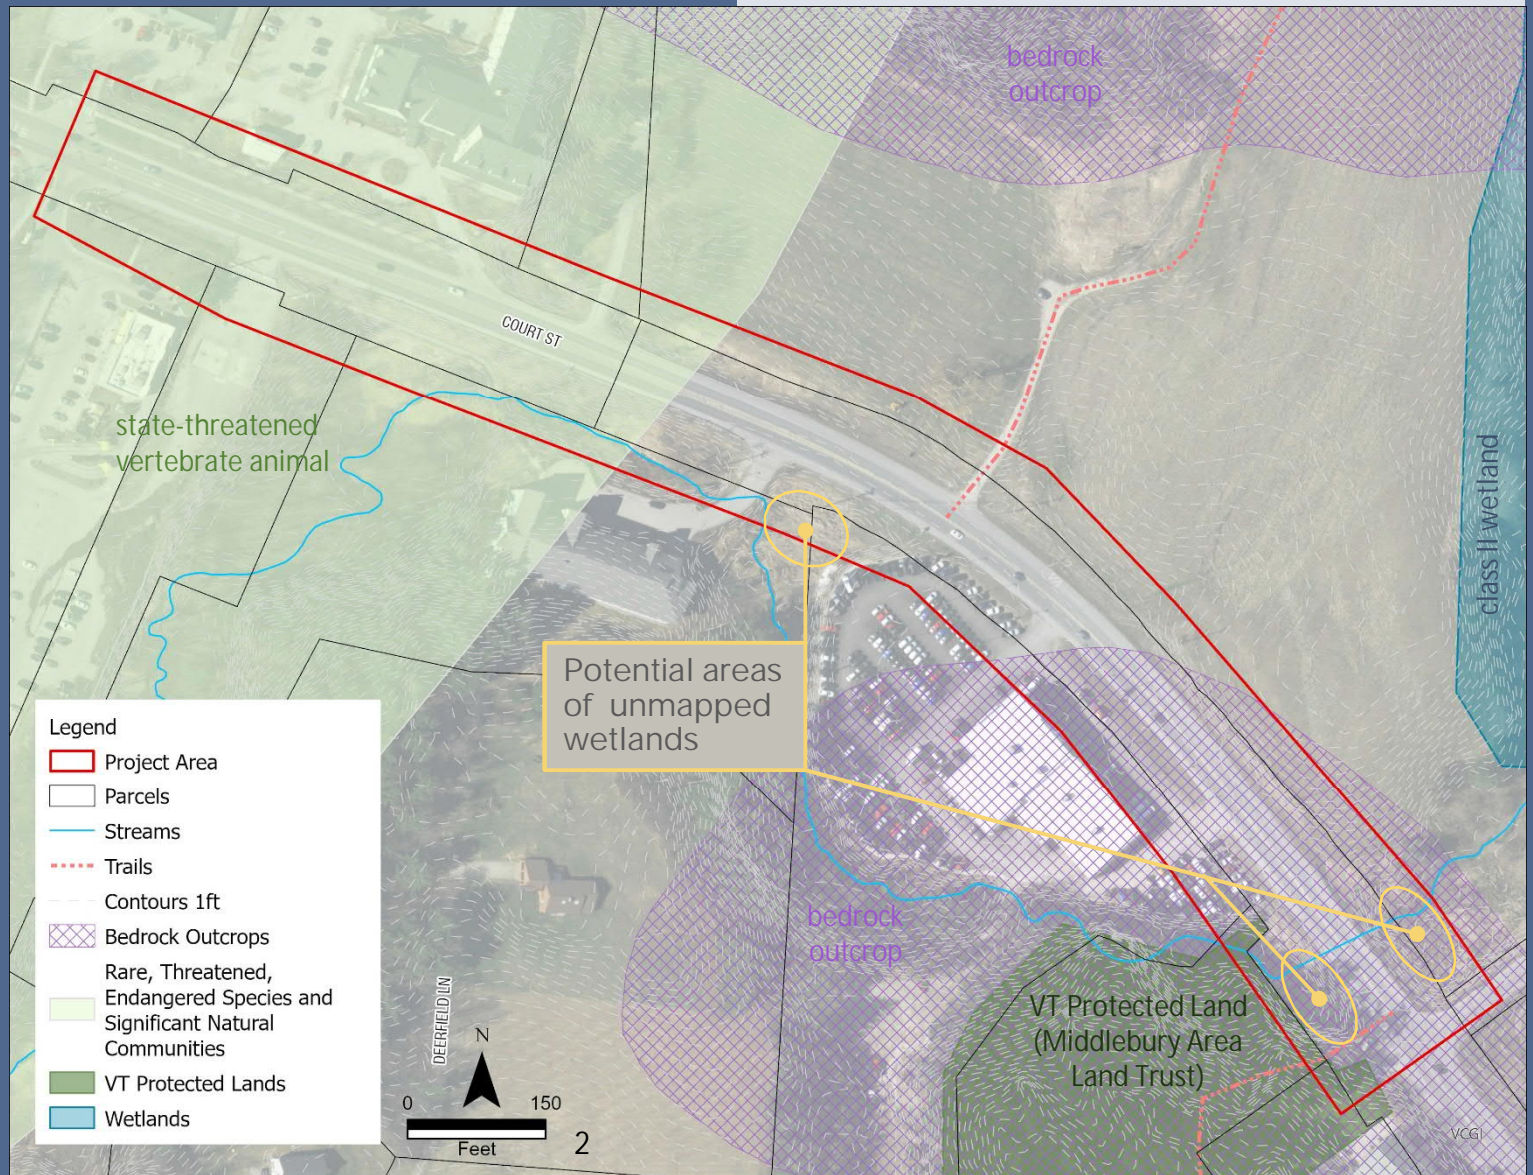 bedrock
outcrop
COURT ST
state-threatened
vertebrate animal
class II wetland
Potential areas
of unmapped
wetlands
Legend
Project Area
Parcels
Streams
Trails
Contours 1ft
Bedrock Outcrops
Rare, Threatened,
Endangered Species and
Significant Natural
Communities
VT Protected Lands
Wetlands
bedrock
outcrop
DEERFIELD LN
VT Protected Land
(Middlebury Area
Land Trust)
N
0 150
Feet
2
VCGI